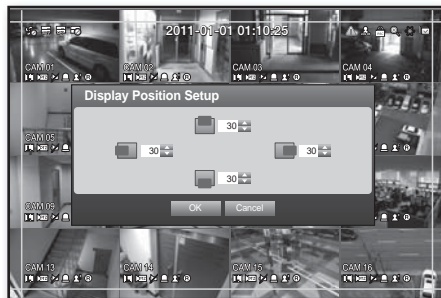 2011-01-01 01:10:25
CAM 01
CAM 02
CAM 03
CAM 04
Display Position Setup
30
CAM 05
30
30
30
CAM 09
OK
Cancel
CAM 13
CAM 14
CAM 15
CAM 16